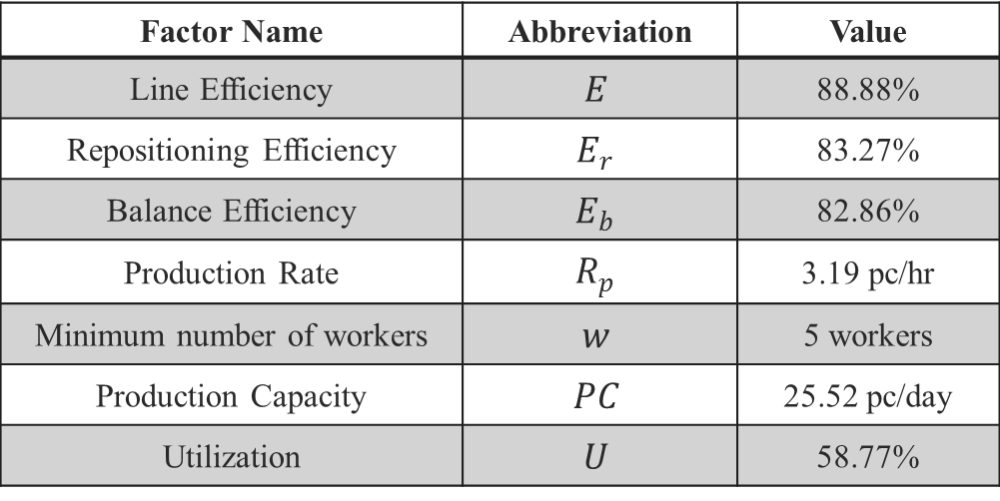 Factor Name Abbreviation Value
Line Efficiency E 88.88%
Repositioning Efficiency E_r 83.27%
Balance Efficiency E_b 82.86%
Production Rate R_p 3.19 pc/hr
Minimum number of workers w 5 workers
Production Capacity PC 25.52 pc/day
Utilization U 58.77%